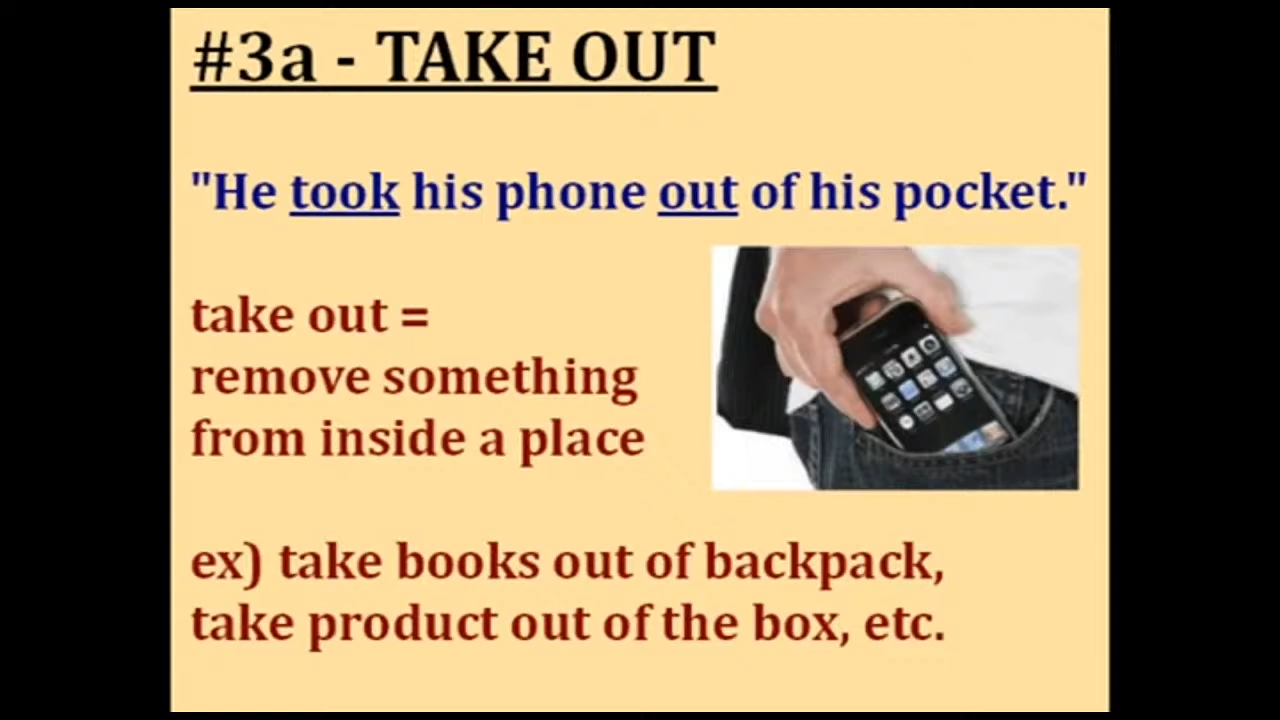 #3a - TAKE OUT
"He took his phone out of his pocket."
take out =
remove something
from inside a place
ex) take books out of backpack,
take product out of the box, etc.